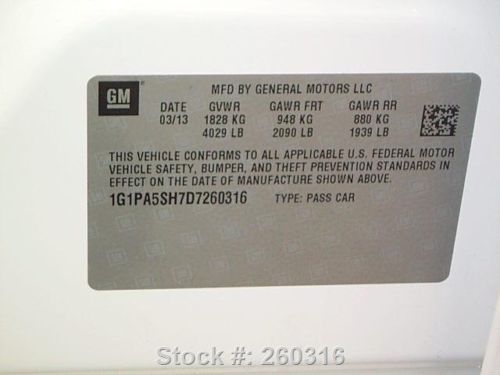 GM
MFD BY GENERAL MOTORS LLC
DATE GVWR GAWR FRT GAWR RR
03/13 1828 KG 948 KG 880 KG
4029 LB 2090 LB 1939 LB
THIS VEHICLE CONFORMS TO ALL APPLICABLE U.S. FEDERAL MOTOR
VEHICLE SAFETY, BUMPER, AND THEFT PREVENTION STANDARDS IN
EFFECT ON THE DATE OF MANUFACTURE SHOWN ABOVE.
1G1PA5SH7D7260316 TYPE: PASS CAR
Stock #: 260316